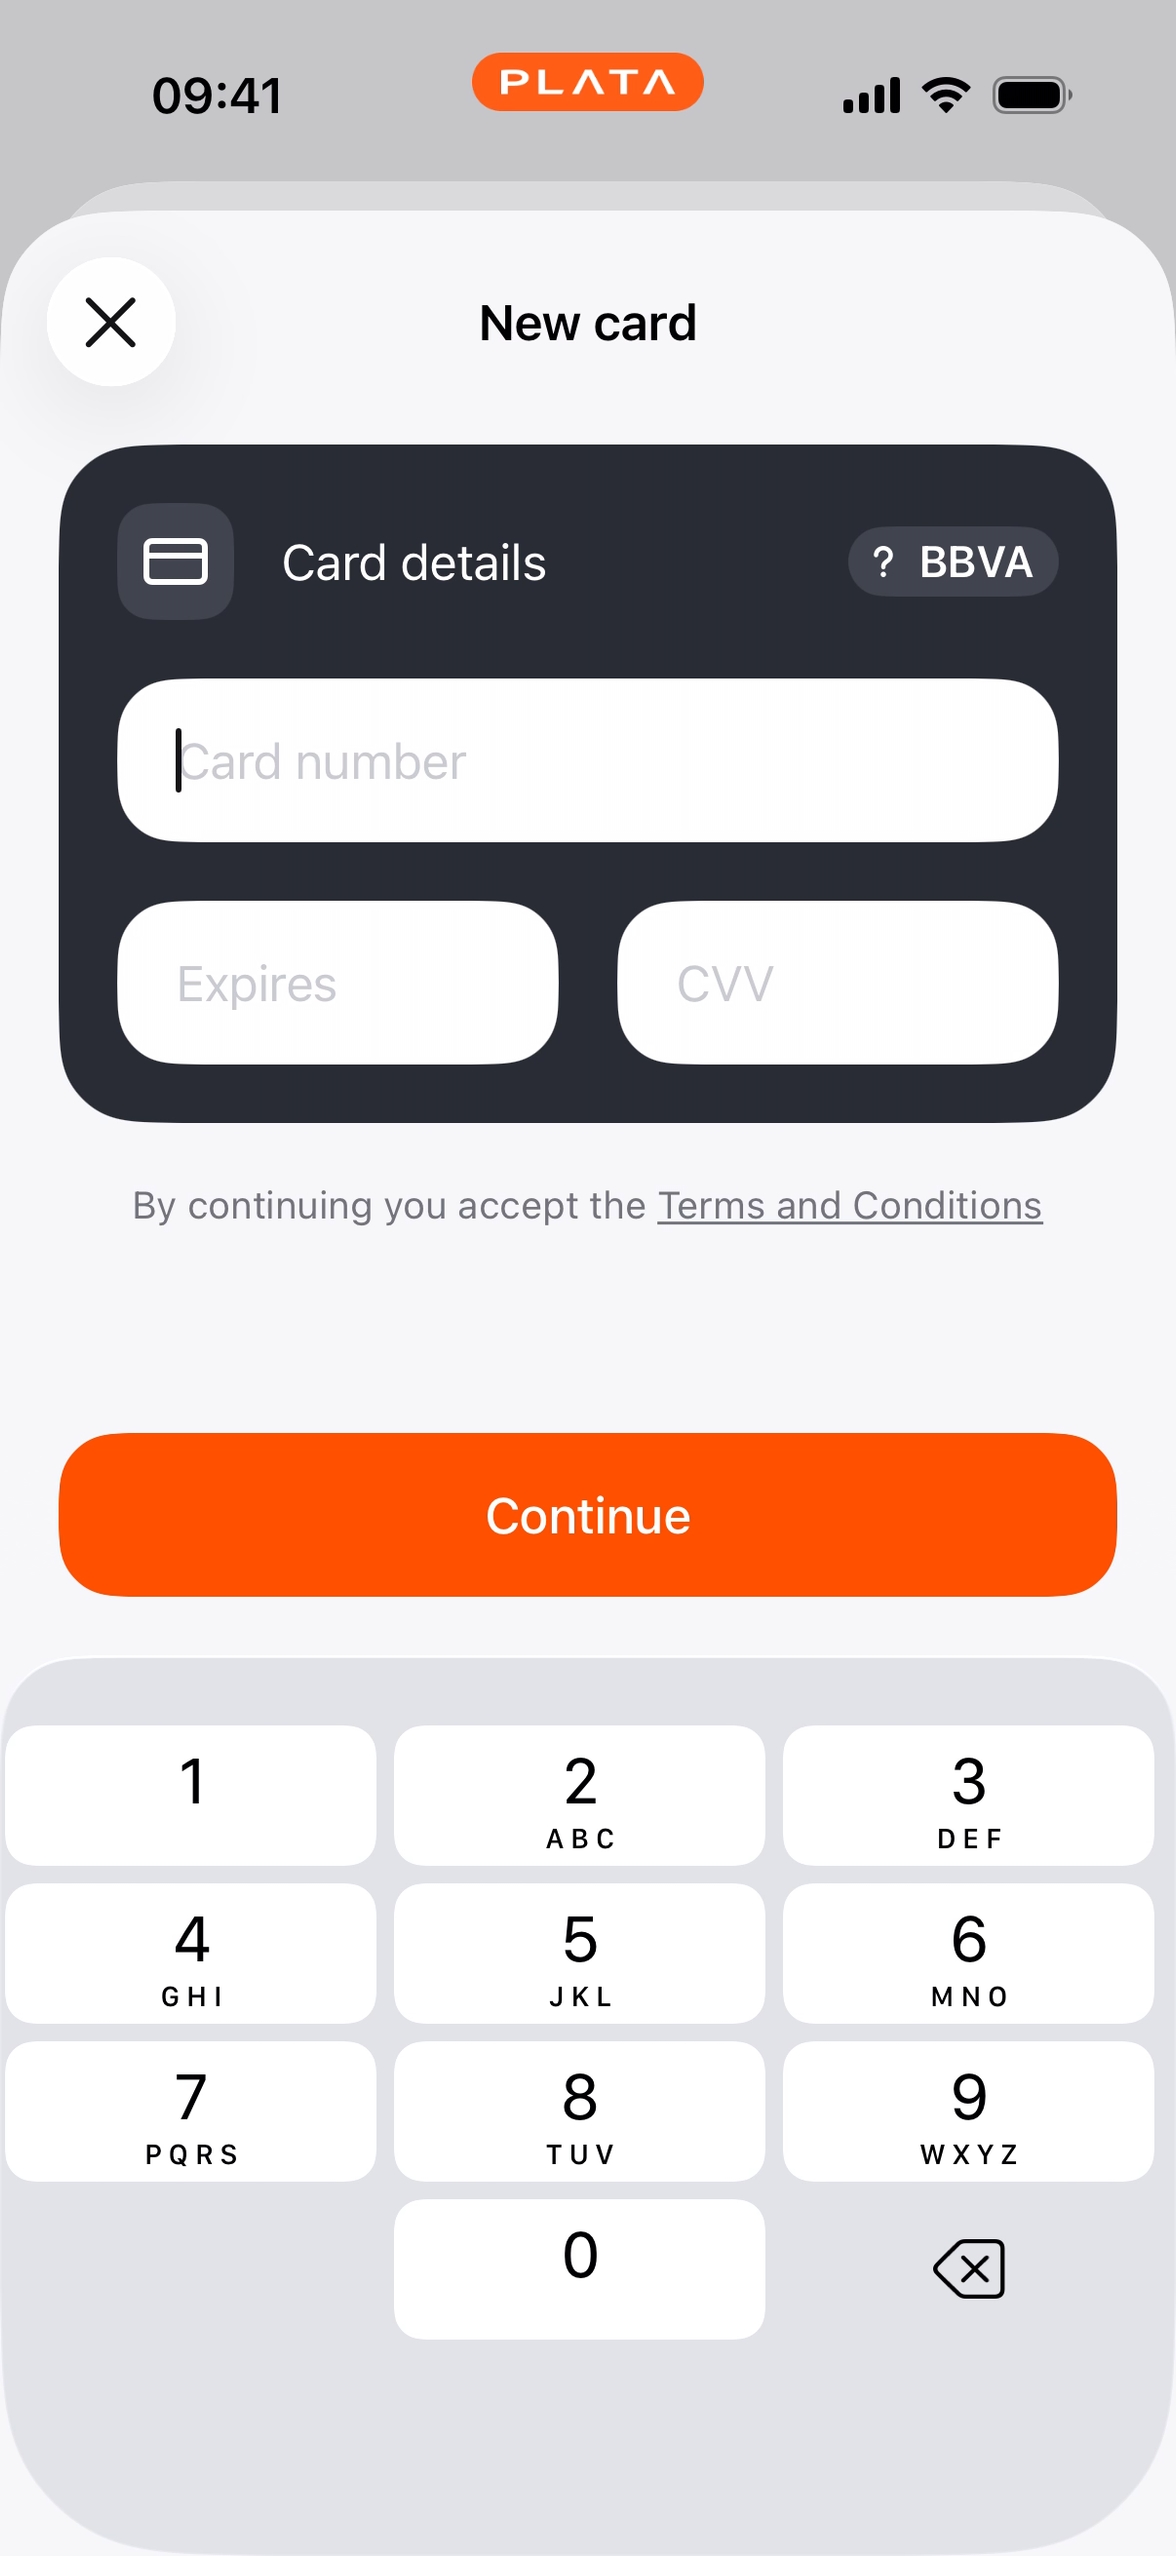 09:41
PLATA
New card
Card details
? BBVA
Card number
Expires
CVV
By continuing you accept the Terms and Conditions
Continue
1
2
ABC
3
DEF
4
GHI
5
JKL
6
MNO
7
PQRS
8
TUV
9
WXYZ
0